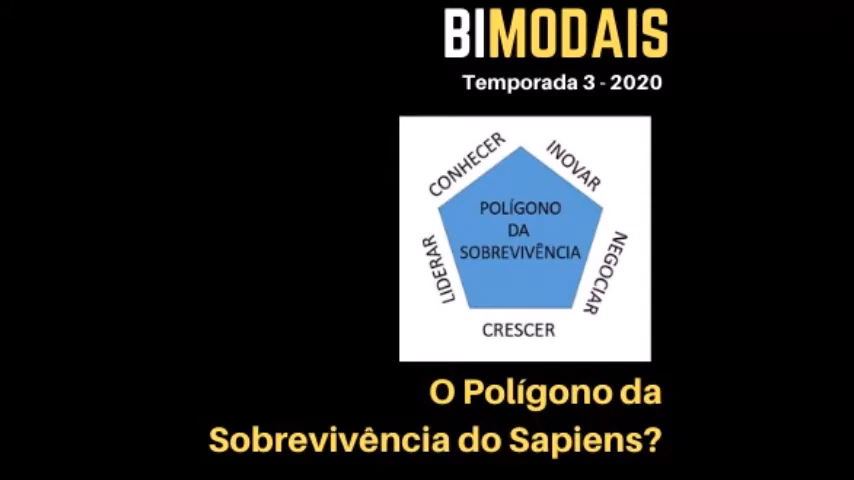 BIMODAIS
Temporada 3 - 2020
CONHECER
INOVAR
POLÍGONO
DA
SOBREVIVÊNCIA
LIDERAR
NEGOCIAR
CRESCER
O Polígono da
Sobrevivência do Sapiens?